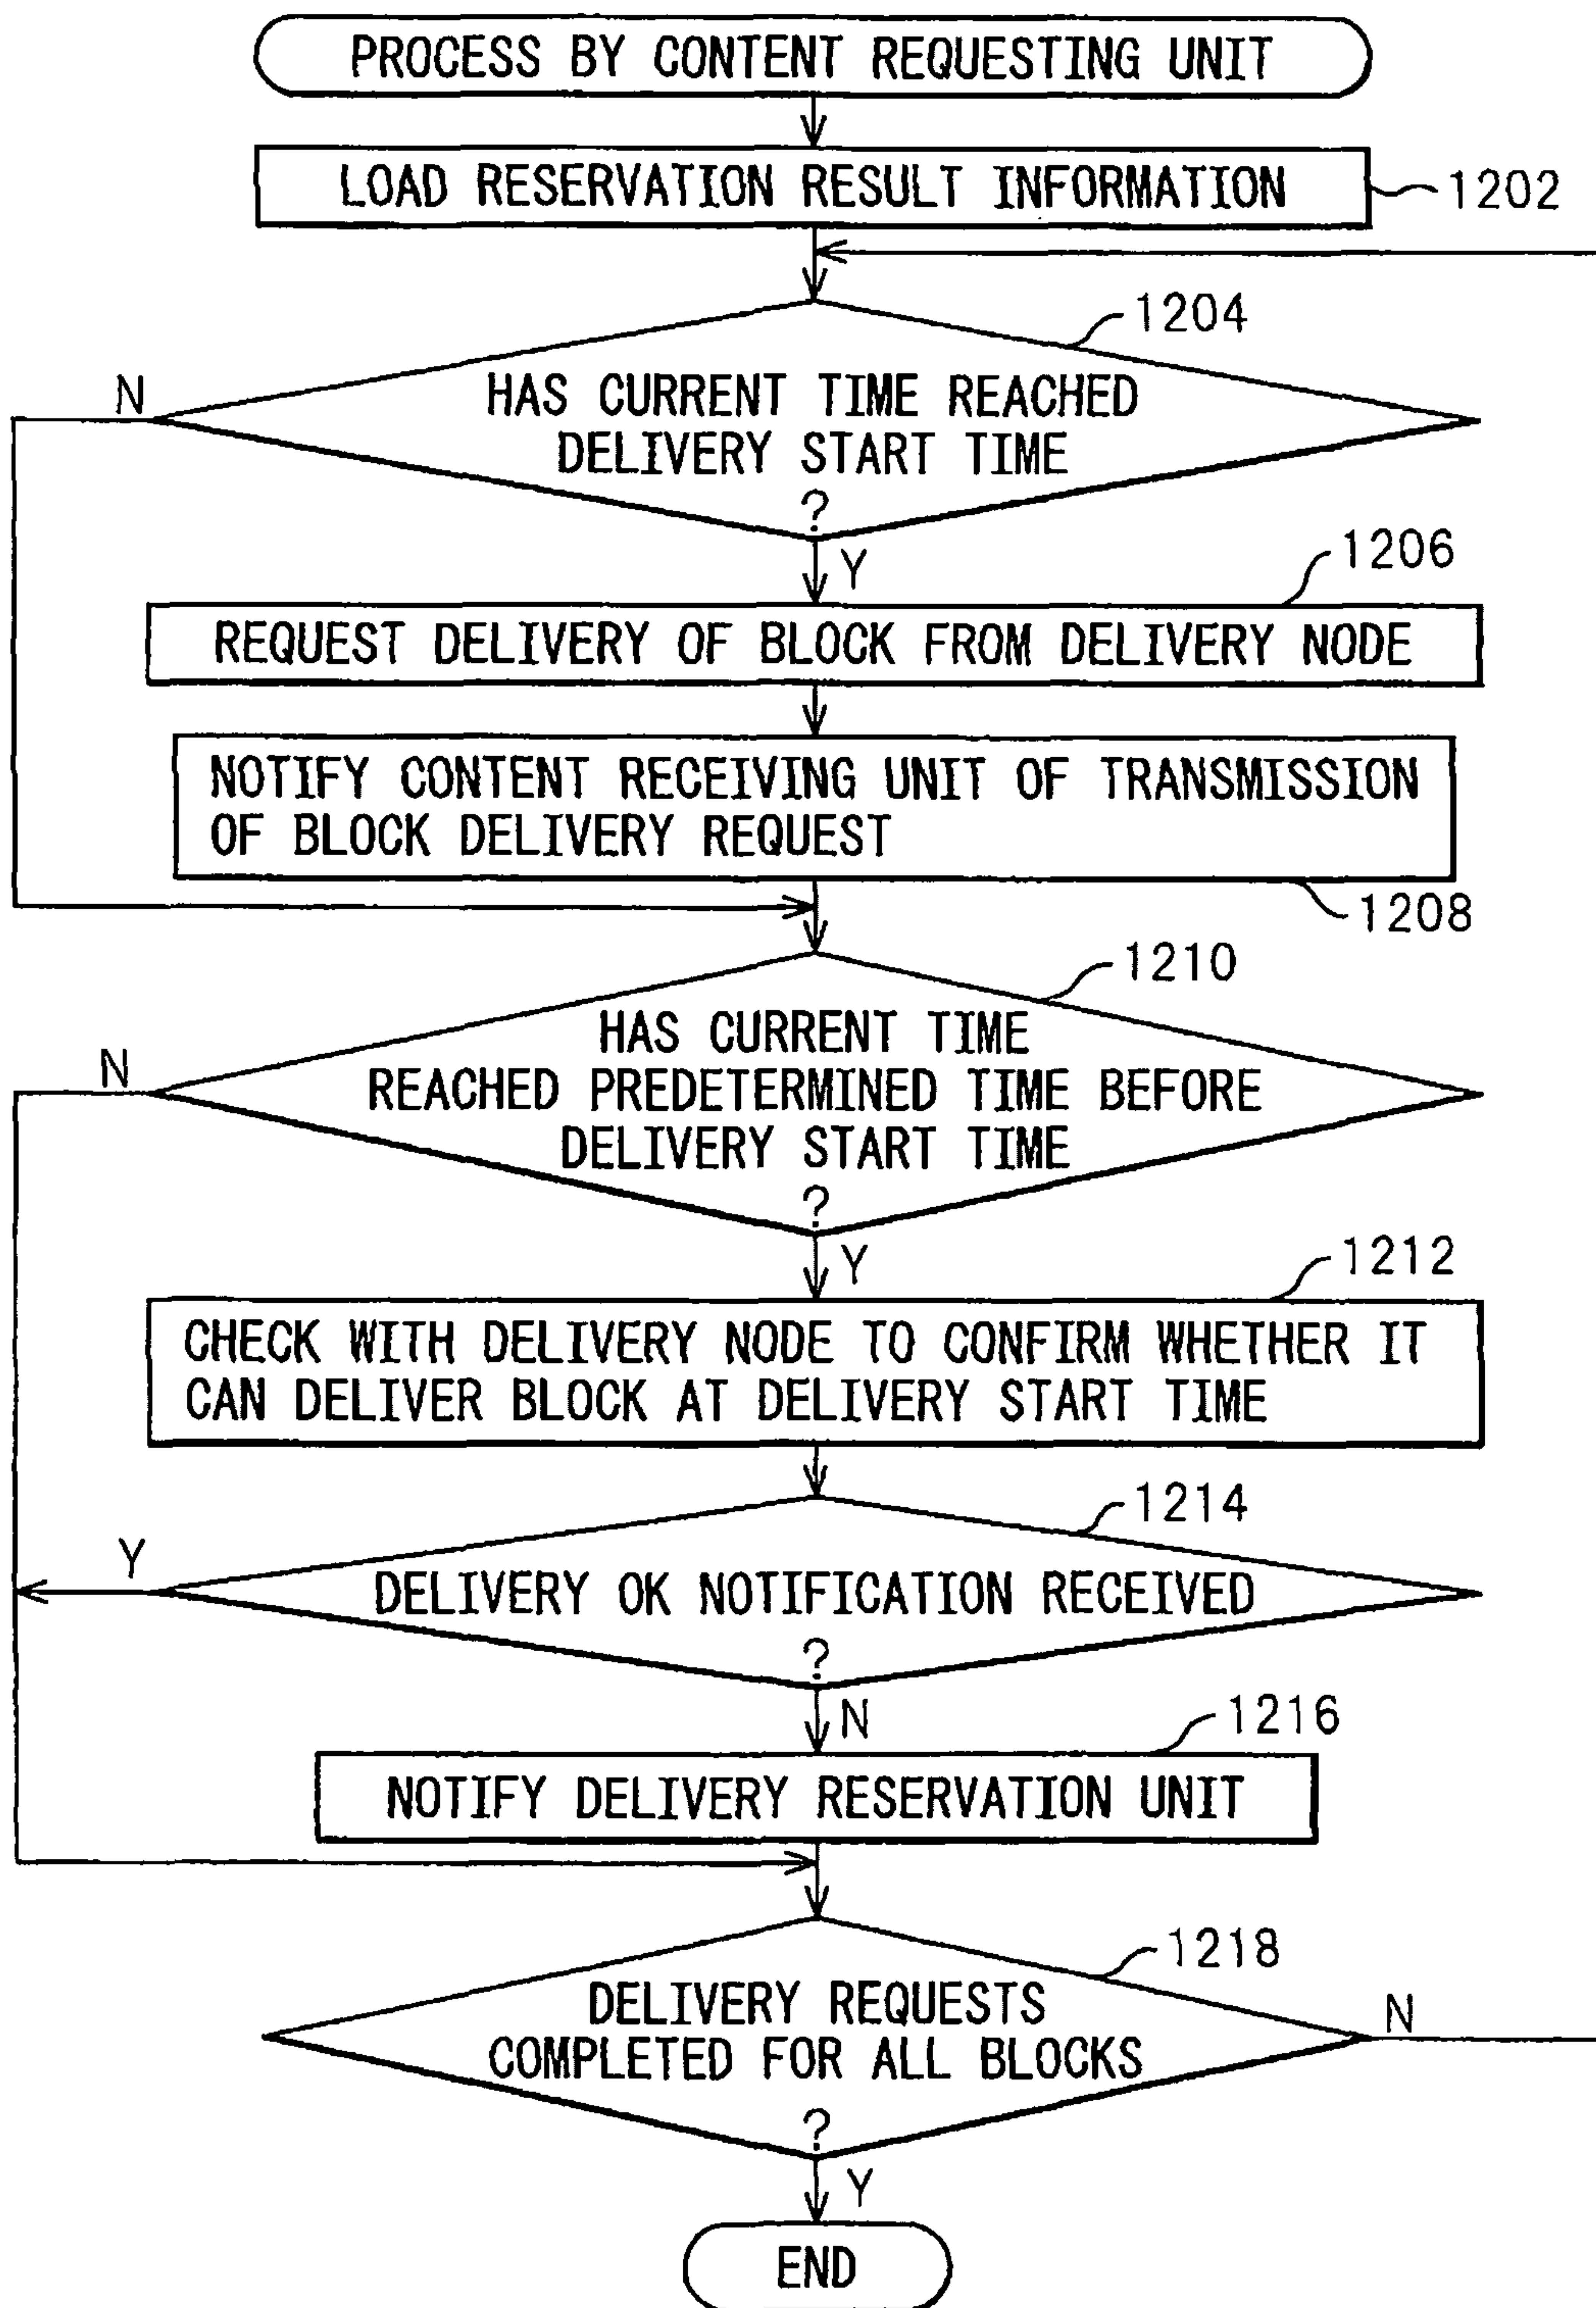 PROCESS BY CONTENT REQUESTING UNIT
LOAD RESERVATION RESULT INFORMATION
1202
1204
HAS CURRENT TIME REACHED
DELIVERY START TIME
?
N
Y
1206
REQUEST DELIVERY OF BLOCK FROM DELIVERY NODE
NOTIFY CONTENT RECEIVING UNIT OF TRANSMISSION
OF BLOCK DELIVERY REQUEST
1208
1210
HAS CURRENT TIME
REACHED PREDETERMINED TIME BEFORE
DELIVERY START TIME
?
N
Y
1212
CHECK WITH DELIVERY NODE TO CONFIRM WHETHER IT
CAN DELIVER BLOCK AT DELIVERY START TIME
1214
Y
DELIVERY OK NOTIFICATION RECEIVED
?
N
1216
NOTIFY DELIVERY RESERVATION UNIT
1218
DELIVERY REQUESTS
COMPLETED FOR ALL BLOCKS
?
N
Y
END